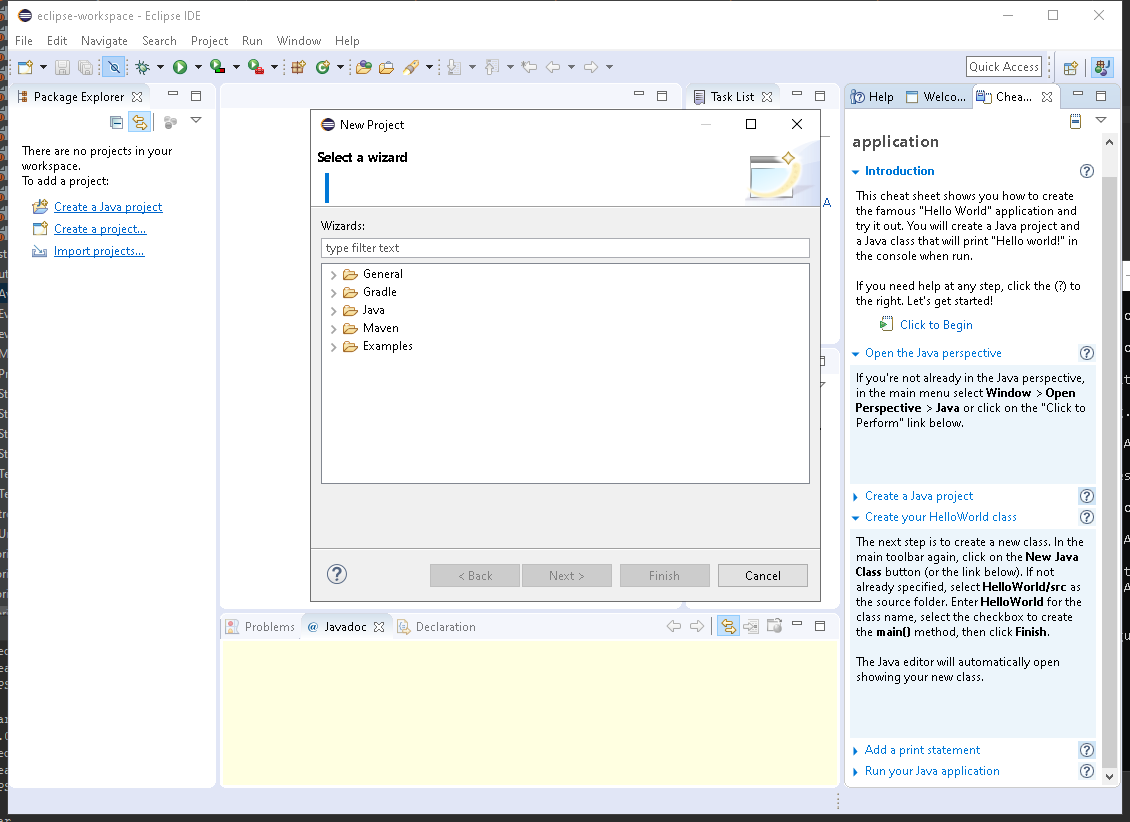 eclipse-workspace - Eclipse IDE
File Edit Navigate Search Project Run Window Help
Quick Access
Package Explorer
There are no projects in your
workspace.
To add a project:
Create a Java project
Create a project...
Import projects...
Task List
New Project
Select a wizard
Wizards:
type filter text
General
Gradle
Java
Maven
Examples
< Back Next > Finish Cancel
A
Problems @ Javadoc Declaration
Help Welco... Chea...
application
Introduction
This cheat sheet shows you how to create
the famous "Hello World" application and
try it out. You will create a Java project and
a Java class that will print "Hello world!" in
the console when run.
If you need help at any step, click the (?) to
the right. Let's get started!
Click to Begin
Open the Java perspective
If you're not already in the Java perspective,
in the main menu select Window > Open
Perspective > Java or click on the "Click to
Perform" link below.
Create a Java project
Create your HelloWorld class
The next step is to create a new class. In the
main toolbar again, click on the New Java
Class button (or the link below). If not
already specified, select HelloWorld/src as
the source folder. Enter HelloWorld for the
class name, select the checkbox to create
the main() method, then click Finish.
The Java editor will automatically open
showing your new class.
Add a print statement
Run your Java application